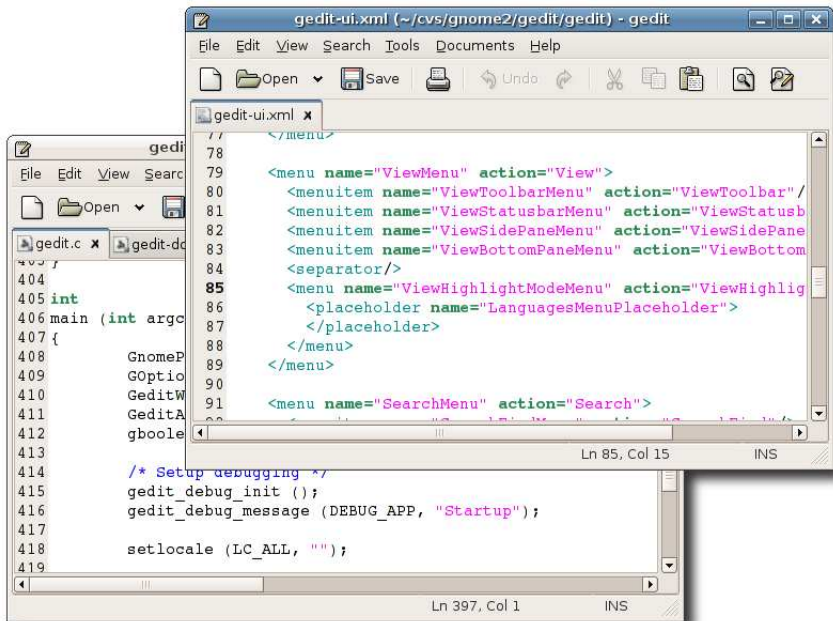 gedit-ui.xml (~/cvs/gnome2/gedit/gedit) - gedit
File Edit View Search Tools Documents Help
Open Save Undo
gedit-ui.xml
77 </menu>
78
79 <menu name="ViewMenu" action="View">
80 <menuitem name="ViewToolbarMenu" action="ViewToolbar"/
81 <menuitem name="ViewStatusbarMenu" action="ViewStatusb
82 <menuitem name="ViewSidePaneMenu" action="ViewSidePane
83 <menuitem name="ViewBottomPaneMenu" action="ViewBottom
84 <separator/>
85 <menu name="ViewHighlightModeMenu" action="ViewHighlig
86 <placeholder name="LanguagesMenuPlaceholder">
87 </placeholder>
88 </menu>
89 </menu>
90
91 <menu name="SearchMenu" action="Search">
Ln 85, Col 15 INS
gedi
File Edit View Searc
Open
gedit.c gedit-do
403 }
404
405 int
406 main (int argc
407 {
408 GnomeP
409 GOptio
410 GeditW
411 GeditA
412 gboole
413
414 /* Setup debugging */
415 gedit_debug_init ();
416 gedit_debug_message (DEBUG_APP, "Startup");
417
418 setlocale (LC_ALL, "");
419
Ln 397, Col 1 INS